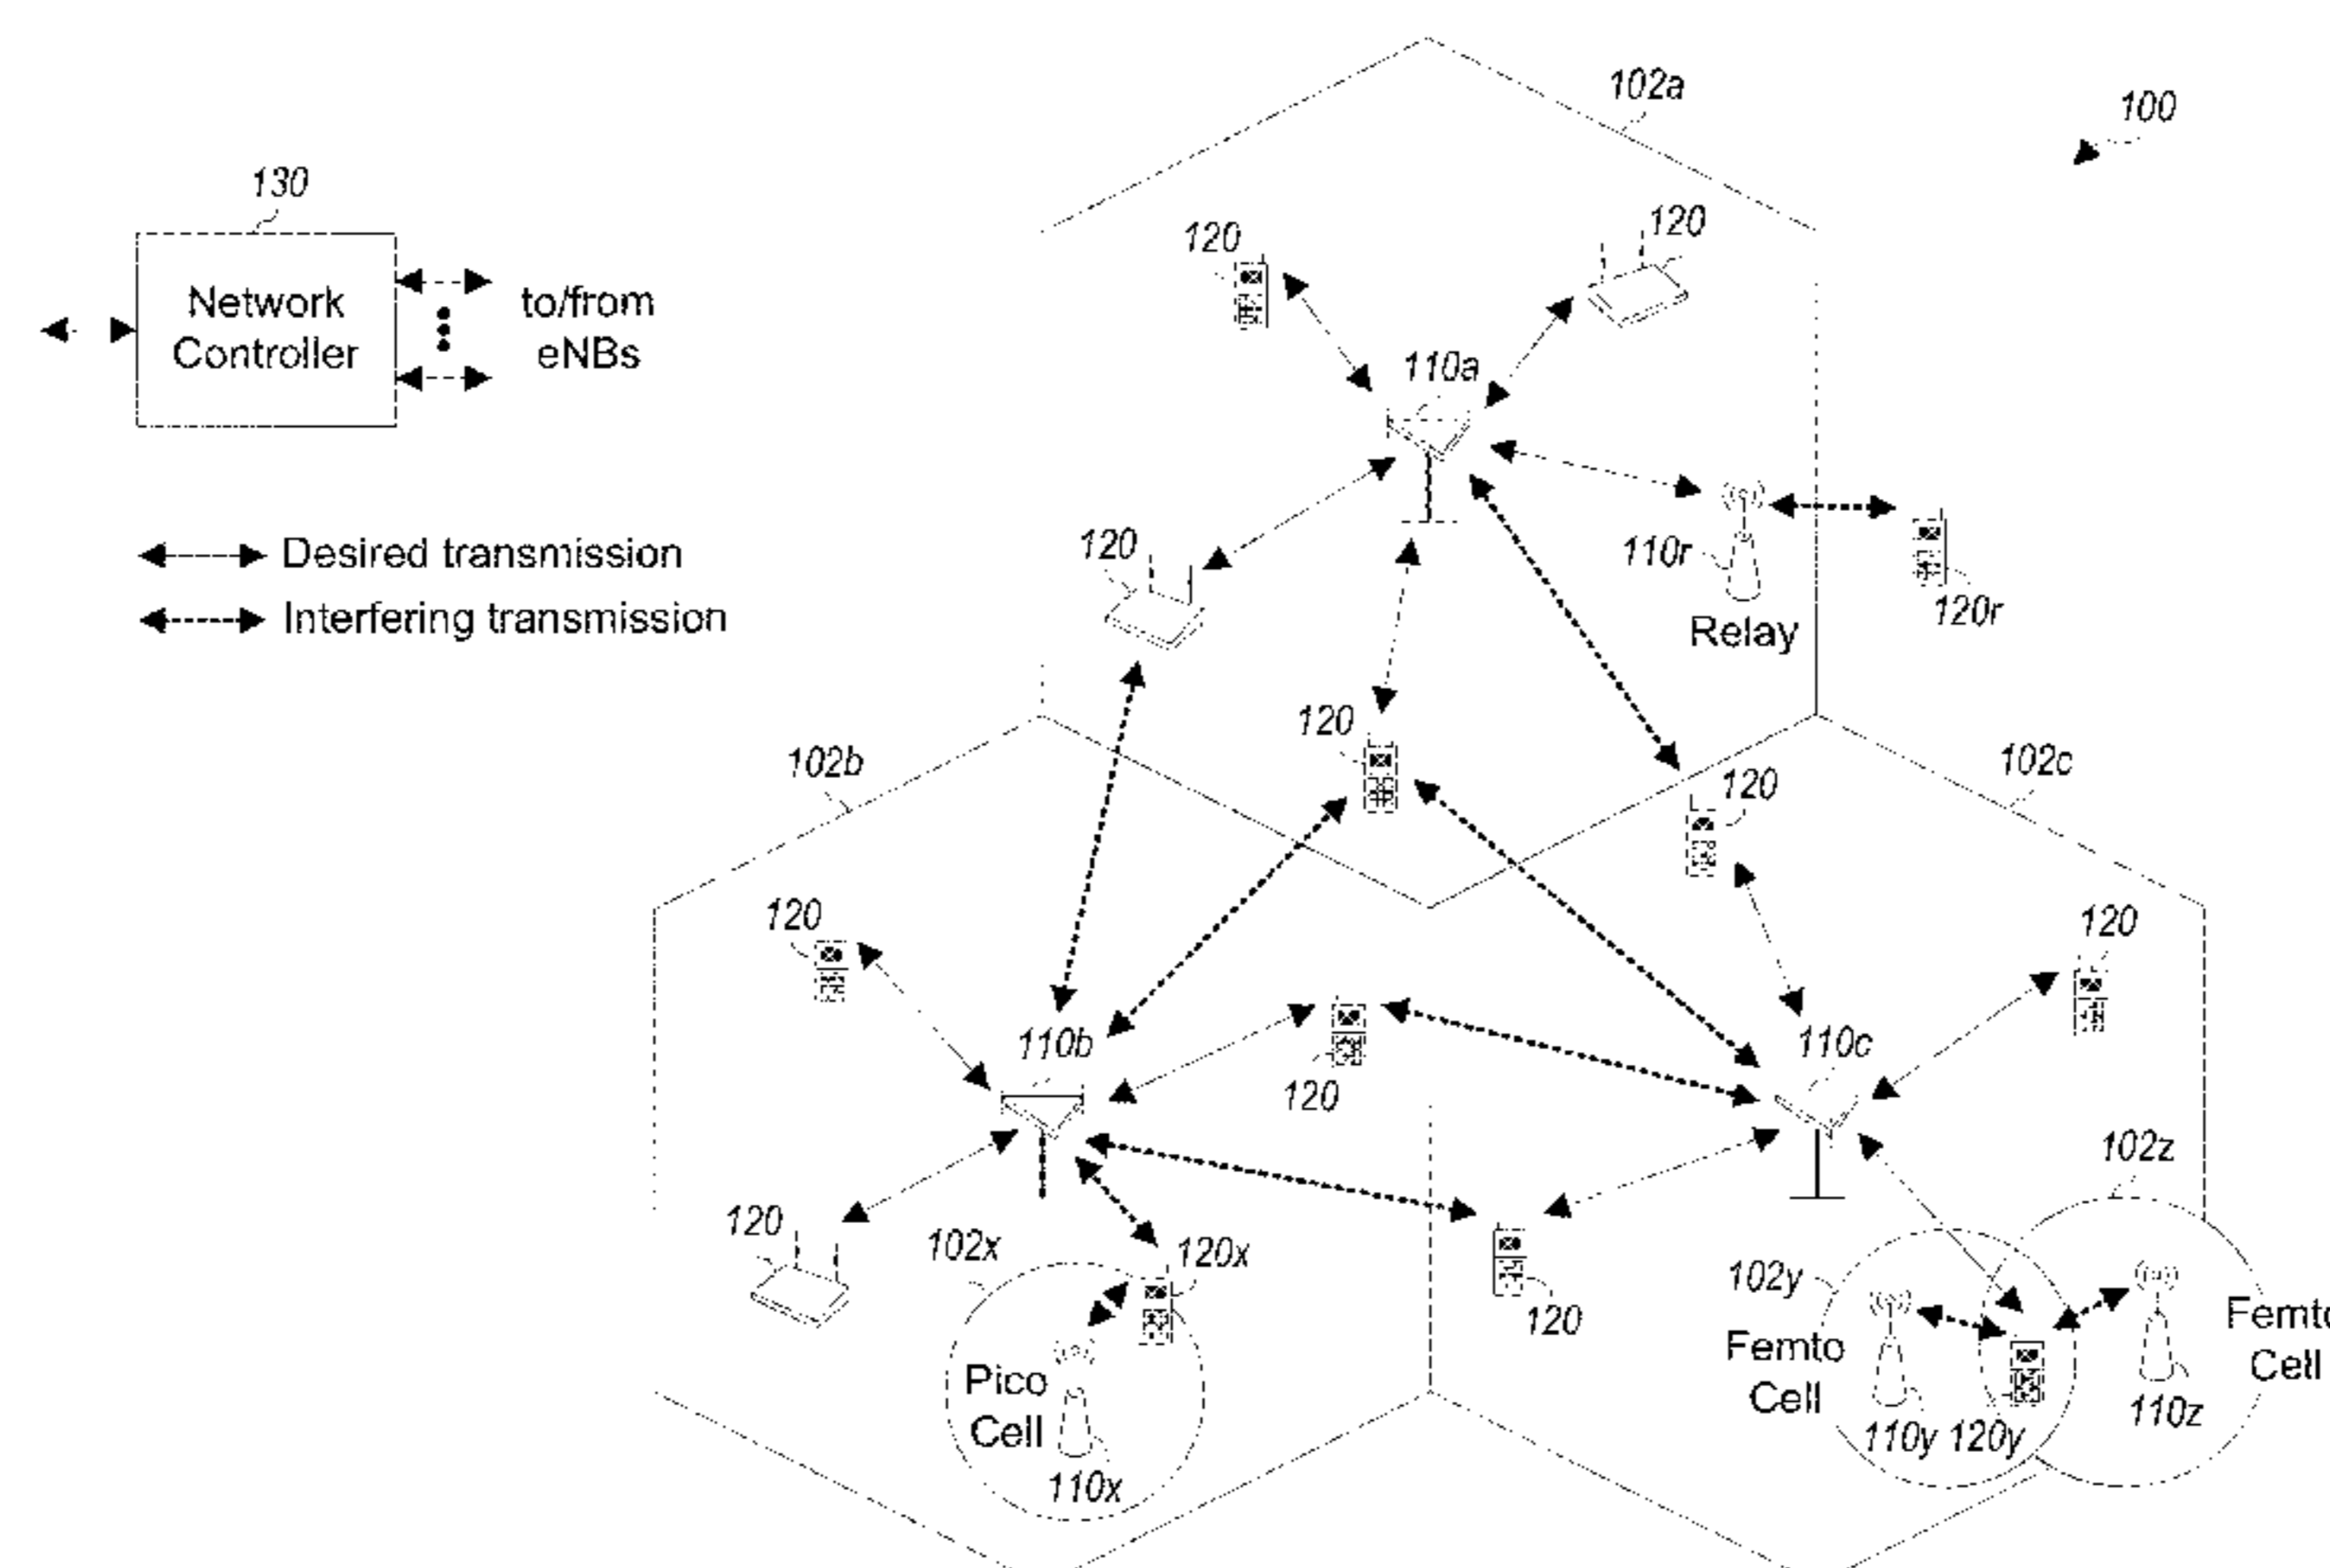 102a
100
130
120
120
Network
Controller
to/from
eNBs
110a
Desired transmission
Interfering transmission
120
110r
120r
Relay
120
102b
102c
120
120
120
110b
110c
120
102z
120
102x
120x
102y
120
Femto
Cell
Cell
Pico
Cell
110y
120y
110z
110x